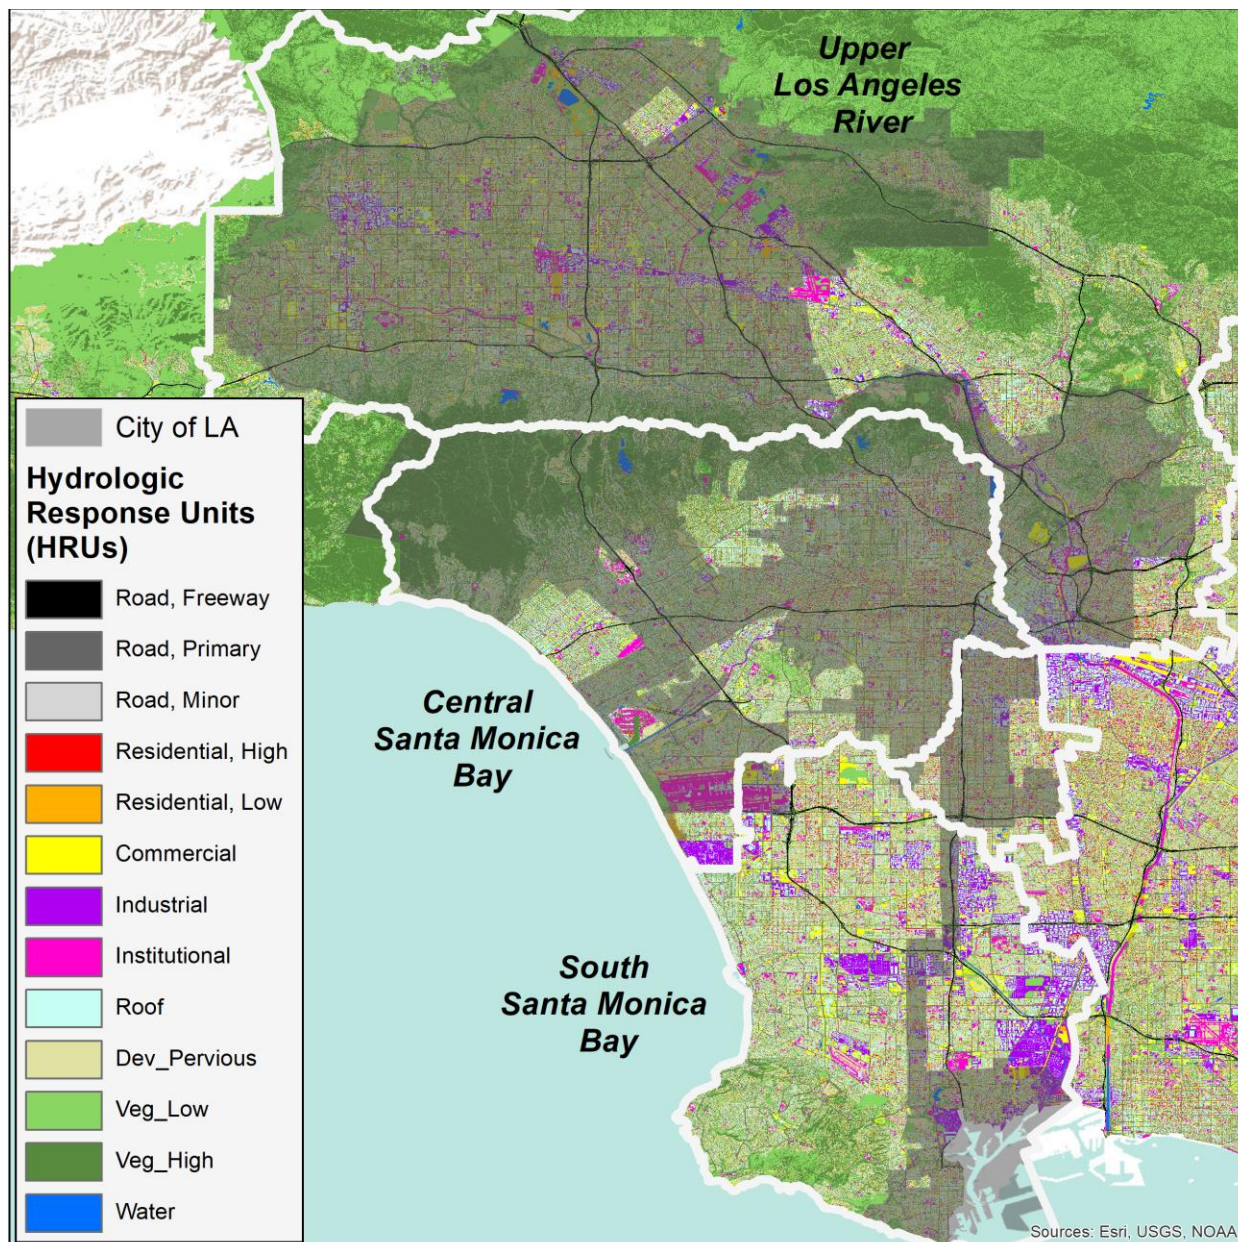 Upper
Los Angeles
River
City of LA
Hydrologic
Response Units
(HRUs)
Road, Freeway
Road, Primary
Road, Minor
Residential, High
Residential, Low
Commercial
Industrial
Institutional
Roof
Dev_Pervious
Veg_Low
Veg_High
Water
Central
Santa Monica
Bay
South
Santa Monica
Bay
Sources: Esri, USGS, NOAA